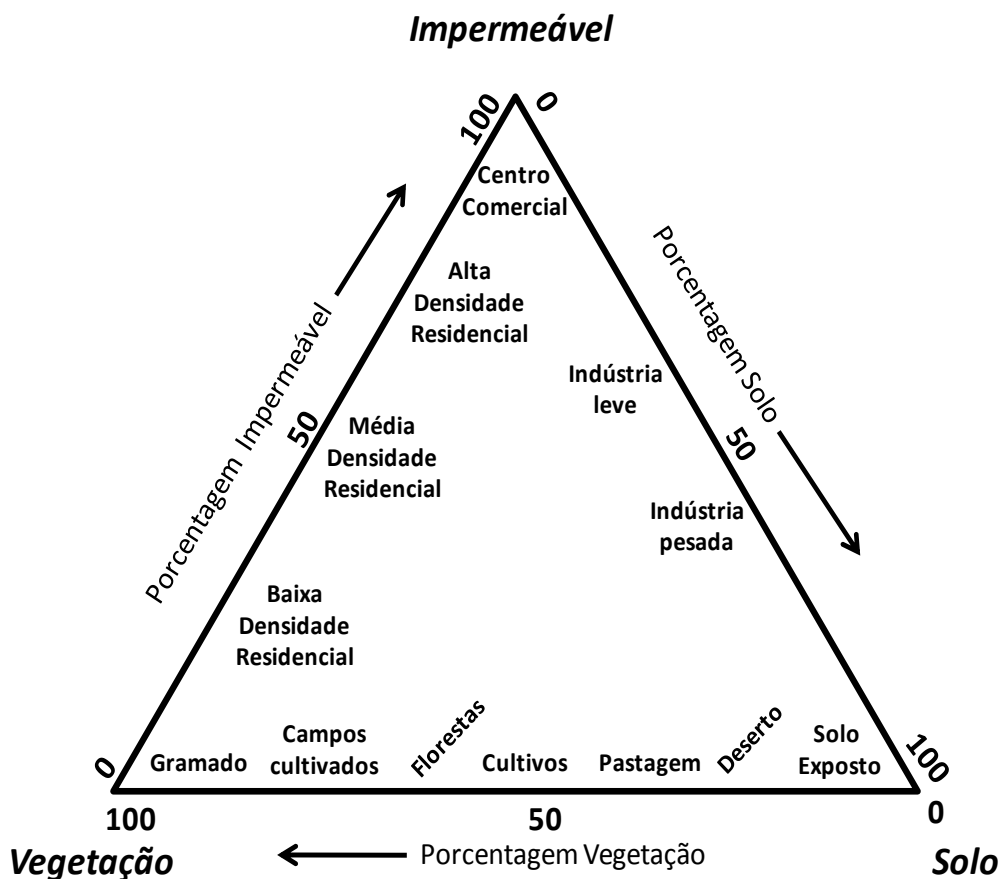 Impermeável
100
0
Centro
Comercial
Porcentagem Impermeável
Porcentagem Solo
Alta
Densidade
Residencial
Indústria
leve
50
50
Média
Densidade
Residencial
Indústria
pesada
Baixa
Densidade
Residencial
0
Gramado
Campos
cultivados
Florestas
Cultivos
Pastagem
Deserto
Solo
Exposto
100
100
50
0
Vegetação
Porcentagem Vegetação
Solo